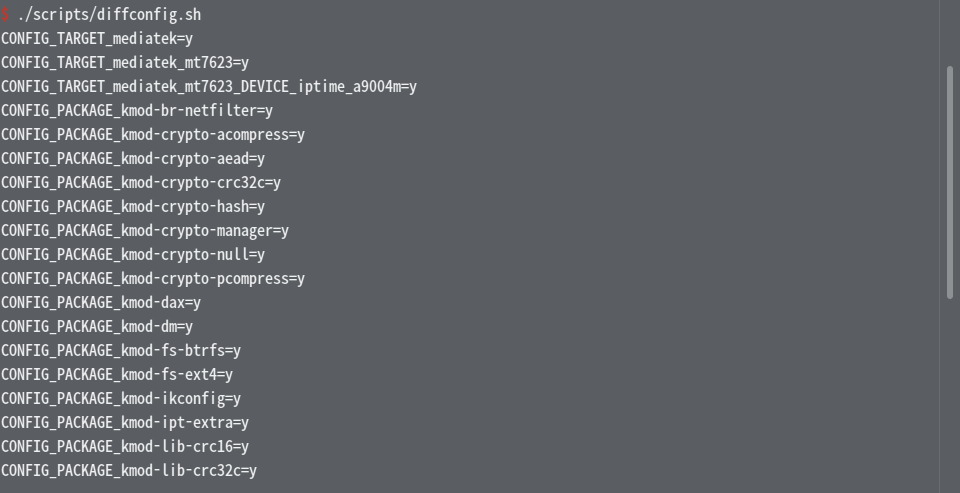 $ ./scripts/diffconfig.sh
CONFIG_TARGET_mediatek=y
CONFIG_TARGET_mediatek_mt7623=y
CONFIG_TARGET_mediatek_mt7623_DEVICE_iptime_a9004m=y
CONFIG_PACKAGE_kmod-br-netfilter=y
CONFIG_PACKAGE_kmod-crypto-acompress=y
CONFIG_PACKAGE_kmod-crypto-aead=y
CONFIG_PACKAGE_kmod-crypto-crc32c=y
CONFIG_PACKAGE_kmod-crypto-hash=y
CONFIG_PACKAGE_kmod-crypto-manager=y
CONFIG_PACKAGE_kmod-crypto-null=y
CONFIG_PACKAGE_kmod-crypto-pcompress=y
CONFIG_PACKAGE_kmod-dax=y
CONFIG_PACKAGE_kmod-dm=y
CONFIG_PACKAGE_kmod-fs-btrfs=y
CONFIG_PACKAGE_kmod-fs-ext4=y
CONFIG_PACKAGE_kmod-ikconfig=y
CONFIG_PACKAGE_kmod-ipt-extra=y
CONFIG_PACKAGE_kmod-lib-crc16=y
CONFIG_PACKAGE_kmod-lib-crc32c=y